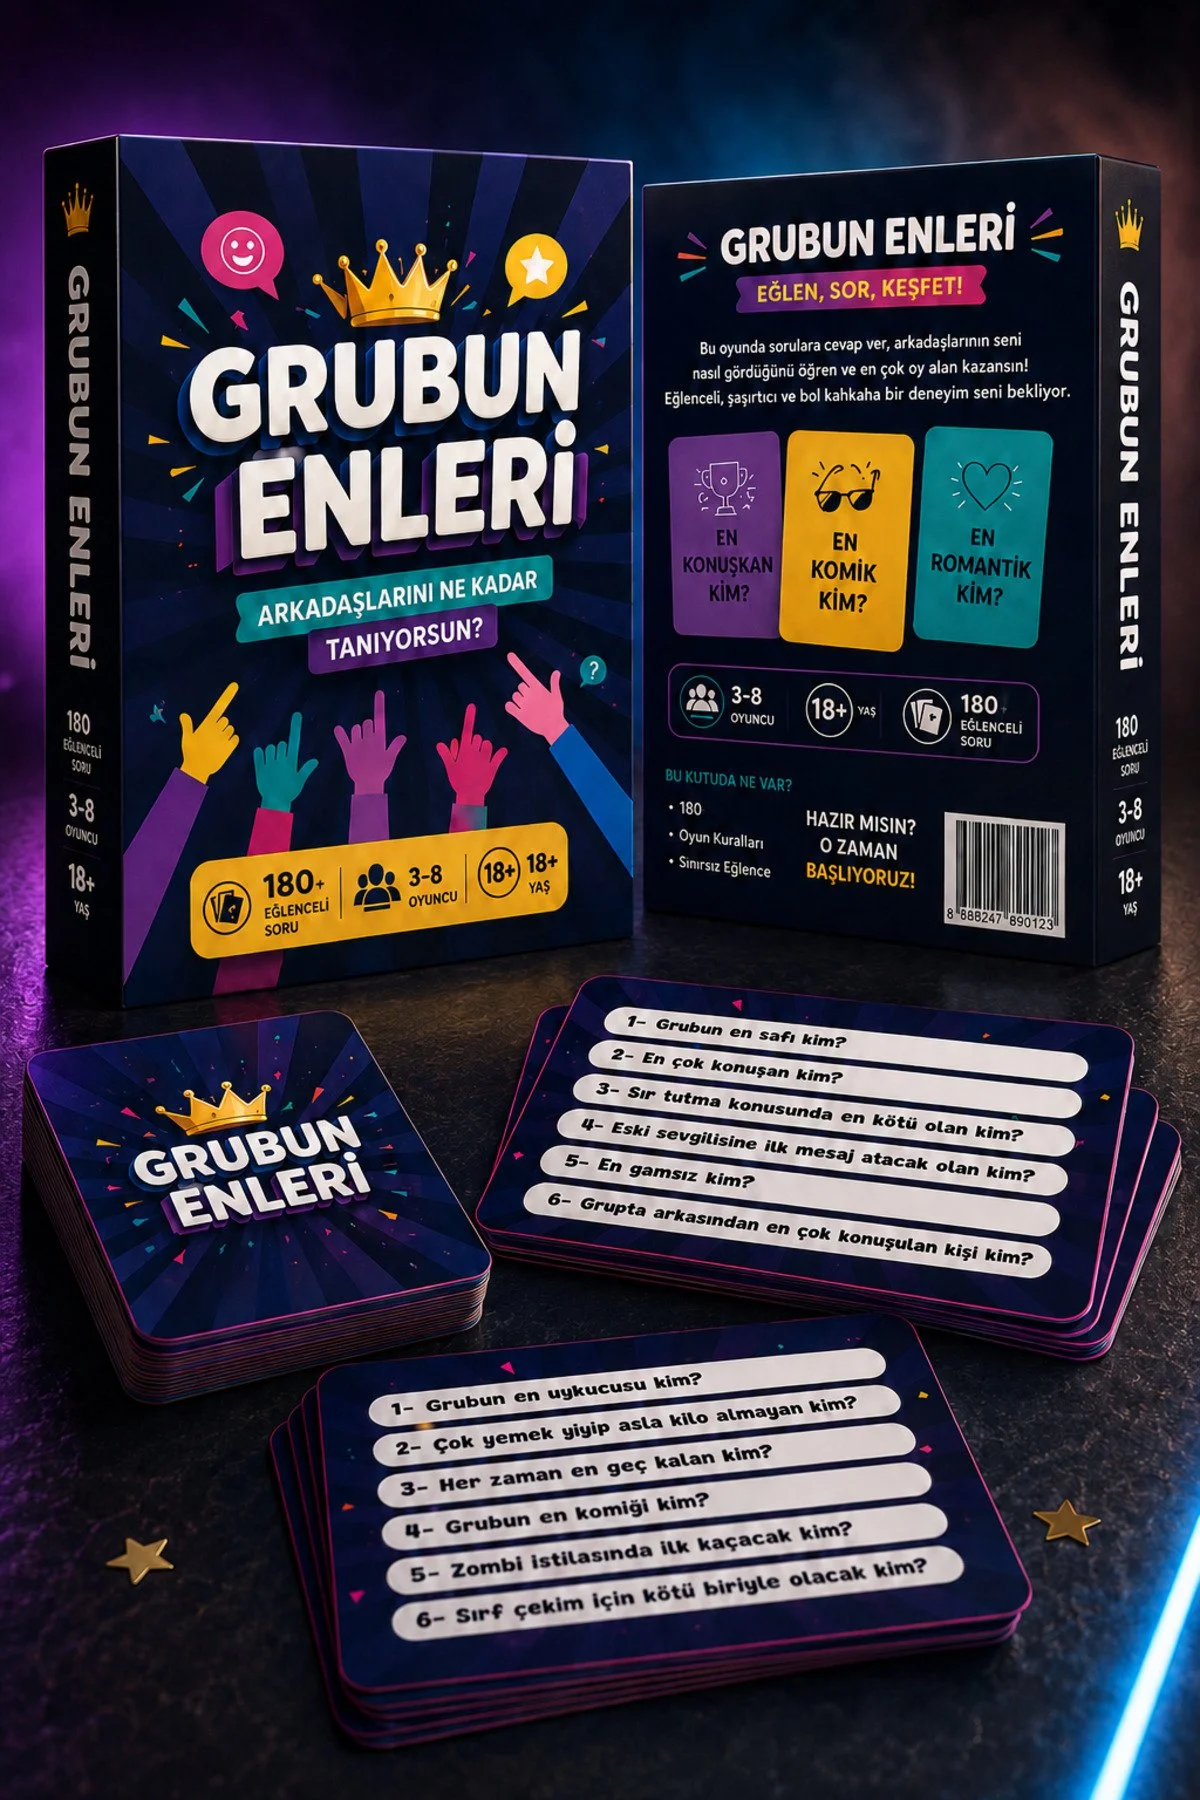 GRUBUN ENLERİ
180
EĞLENCELİ
SORU
3-8
OYUNCU
18+
YAŞ
GRUBUN
ENLERİ
ARKADAŞLARINI NE KADAR
TANIYORSUN?
?
180+
EĞLENCELİ
SORU
3-8
OYUNCU
18+
18+
YAŞ
GRUBUN ENLERİ
EĞLEN, SOR, KEŞFET!
Bu oyunda sorulara cevap ver, arkadaşlarının seni
nasıl gördüğünü öğren ve en çok oy alan kazansın!
Eğlenceli, şaşırtıcı ve bol kahkaha bir deneyim seni bekliyor.
EN
KONUŞKAN
KİM?
EN
KOMİK
KİM?
EN
ROMANTİK
KİM?
3-8
OYUNCU
18+ YAŞ
180
EĞLENCELİ
SORU
BU KUTUDA NE VAR?
• 180
• Oyun Kuralları
• Sınırsız Eğlence
HAZIR MISIN?
O ZAMAN
BAŞLIYORUZ!
8 888247 890123
GRUBUN ENLERİ
180
EĞLENCELİ
SORU
3-8
OYUNCU
18+
YAŞ
GRUBUN
ENLERİ
1- Grubun en safı kim?
2- En çok konuşan kim?
3- Sır tutma konusunda en kötü olan kim?
4- Eski sevgilisine ilk mesaj atacak olan kim?
5- En gamsız kim?
6- Grupta arkasından en çok konuşulan kişi kim?
1- Grubun en uykucusu kim?
2- Çok yemek yiyip asla kilo almayan kim?
3- Her zaman en geç kalan kim?
4- Grubun en komiği kim?
5- Zombi istilasında ilk kaçacak kim?
6- Sırf çekim için kötü biriyle olacak kim?